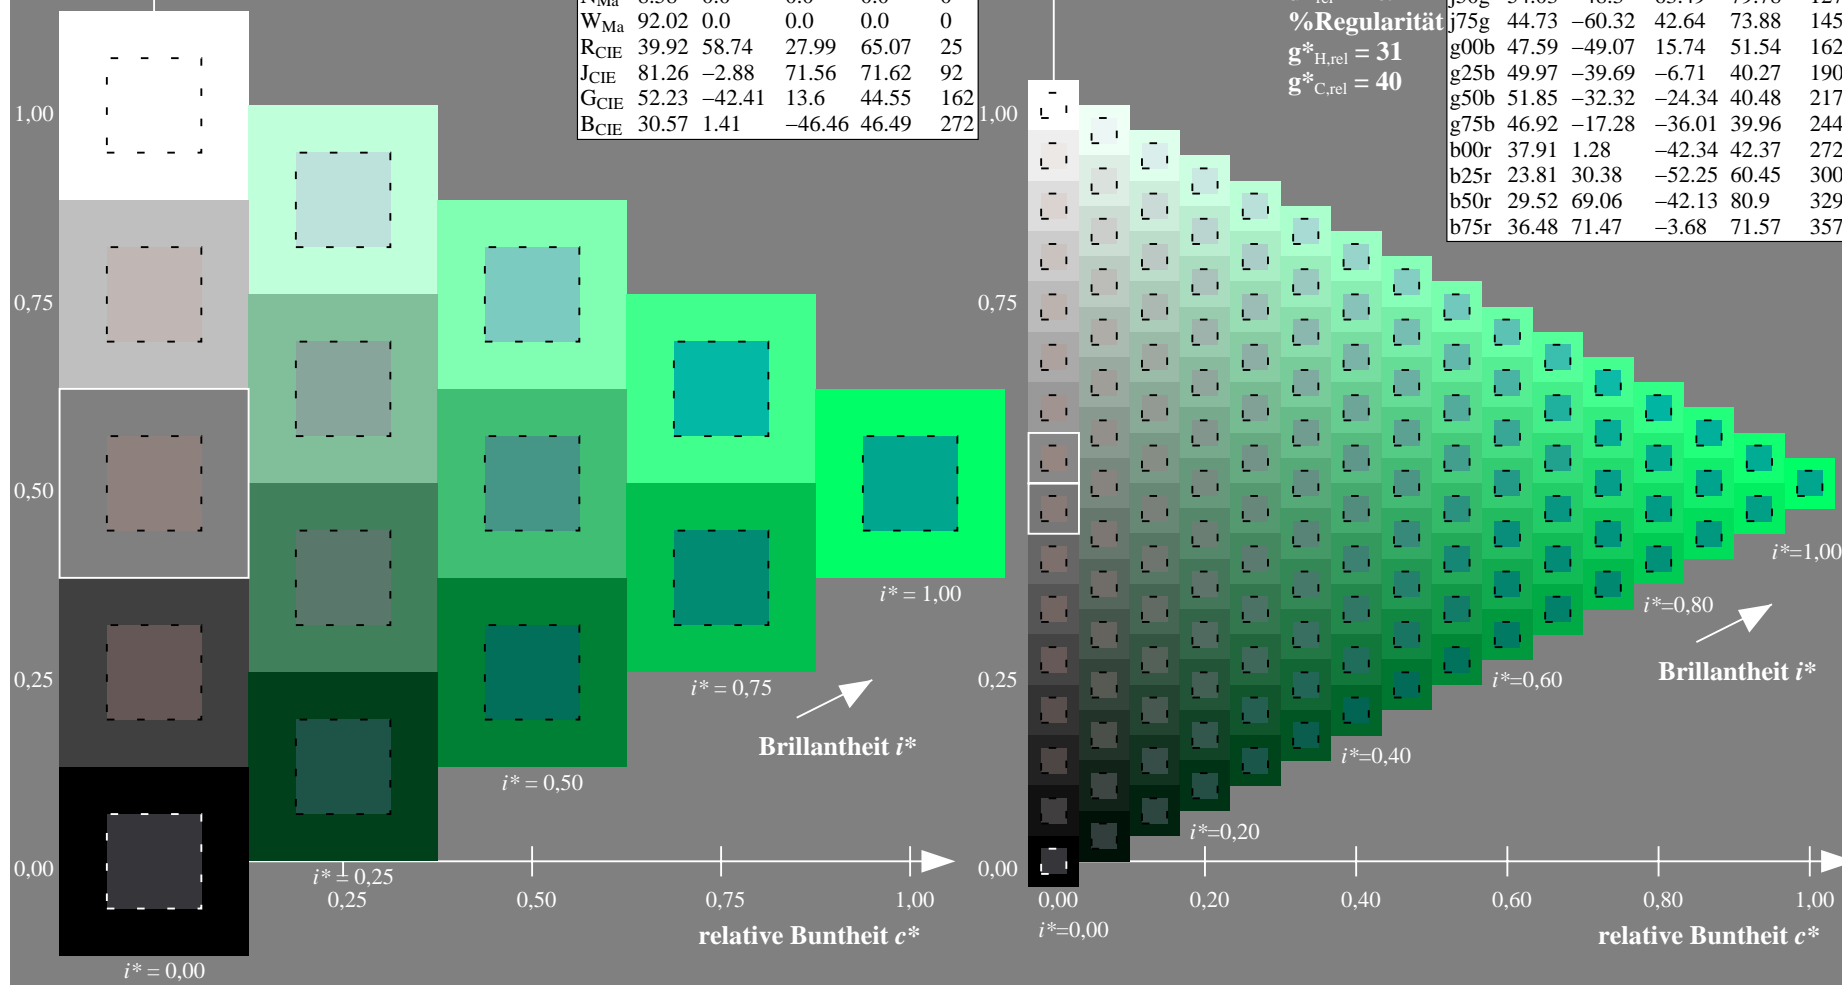 W_Ma 92.02 0.0 0.0 0.0 0
R_CIE 39.92 58.74 27.99 65.07 25
J_CIE 81.26 −2.88 71.56 71.62 92
G_CIE 52.23 −42.41 13.6 44.55 162
B_CIE 30.57 1.41 −46.46 46.49 272
1,00
0,75
0,50
0,25
0,00
i* = 1,00
i* = 0,75
Brillantheit i*
i* = 0,50
i* = 0,25
0,25 0,50 0,75 1,00
relative Buntheit c*
i* = 0,00
%Regularität
g*_H,rel = 31
g*_C,rel = 40
j75g 44.73 −60.32 42.64 73.88 145
g00b 47.59 −49.07 15.74 51.54 162
g25b 49.97 −39.69 −6.71 40.27 190
g50b 51.85 −32.32 −24.34 40.48 217
g75b 46.92 −17.28 −36.01 39.96 244
b00r 37.91 1.28 −42.34 42.37 272
b25r 23.81 30.38 −52.25 60.45 300
b50r 29.52 69.06 −42.13 80.9 329
b75r 36.48 71.47 −3.68 71.57 357
1,00
0,75
0,50
0,25
0,00
i*=1,00
i*=0,80
Brillantheit i*
i*=0,60
i*=0,40
i*=0,20
0,00 0,20 0,40 0,60 0,80 1,00
i*=0,00
relative Buntheit c*